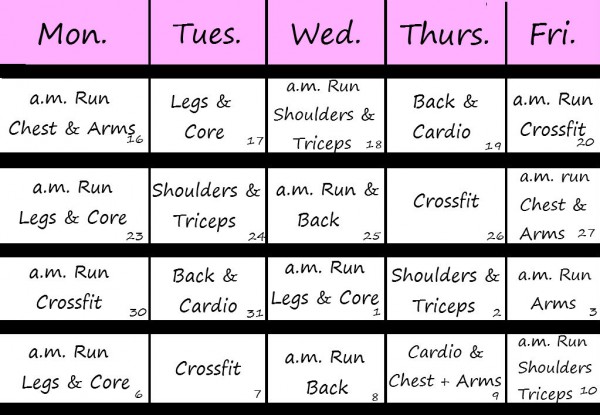 Mon. Tues. Wed. Thurs. Fri.
a.m. Run
Chest & Arms
16
Legs &
Core
17
a.m. Run
Shoulders &
Triceps
18
Back &
Cardio
19
a.m. Run
Crossfit
20
a.m. Run
Legs & Core
23
Shoulders &
Triceps
24
a.m. Run &
Back
25
Crossfit
26
a.m. run
Chest &
Arms 27
a.m. Run
Crossfit
30
Back &
Cardio
31
a.m. Run
Legs & Core
1
Shoulders &
Triceps
2
a.m. Run
Arms
3
a.m. Run
Legs & Core
6
Crossfit
7
a.m. Run
Back
8
Cardio &
Chest + Arms
9
a.m. Run
Shoulders
Triceps 10